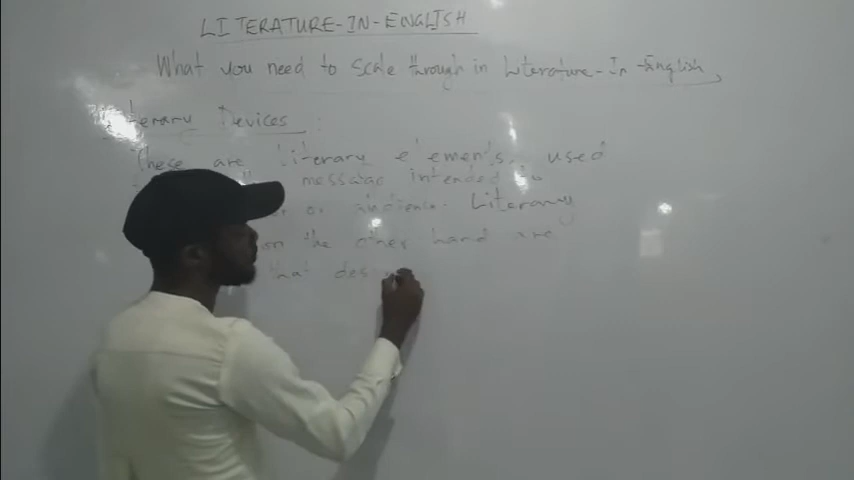 LITERATURE-IN-ENGLISH
What you need to Scale through in Literature-In-English,
Literary Devices :
These are literary elements used
message intended to
or audience. Literary
on the other hand are
that des